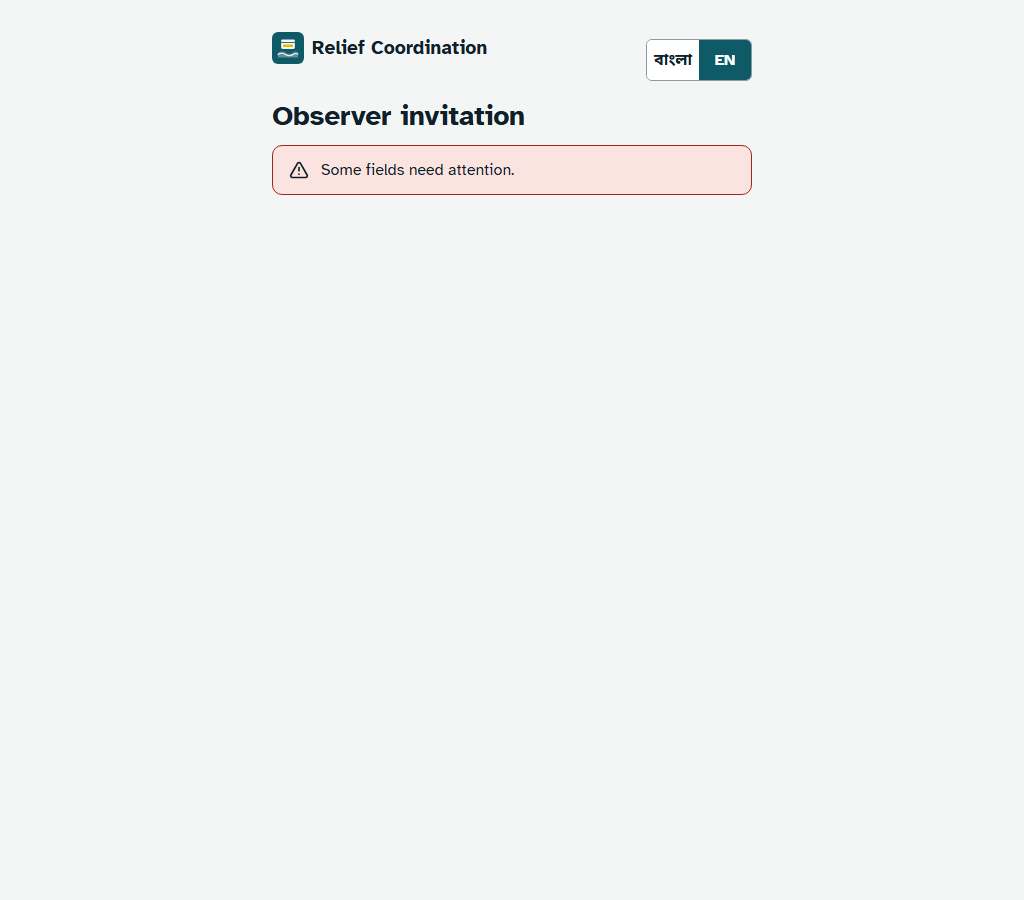 Relief Coordination
বাংলা EN
Observer invitation
Some fields need attention.